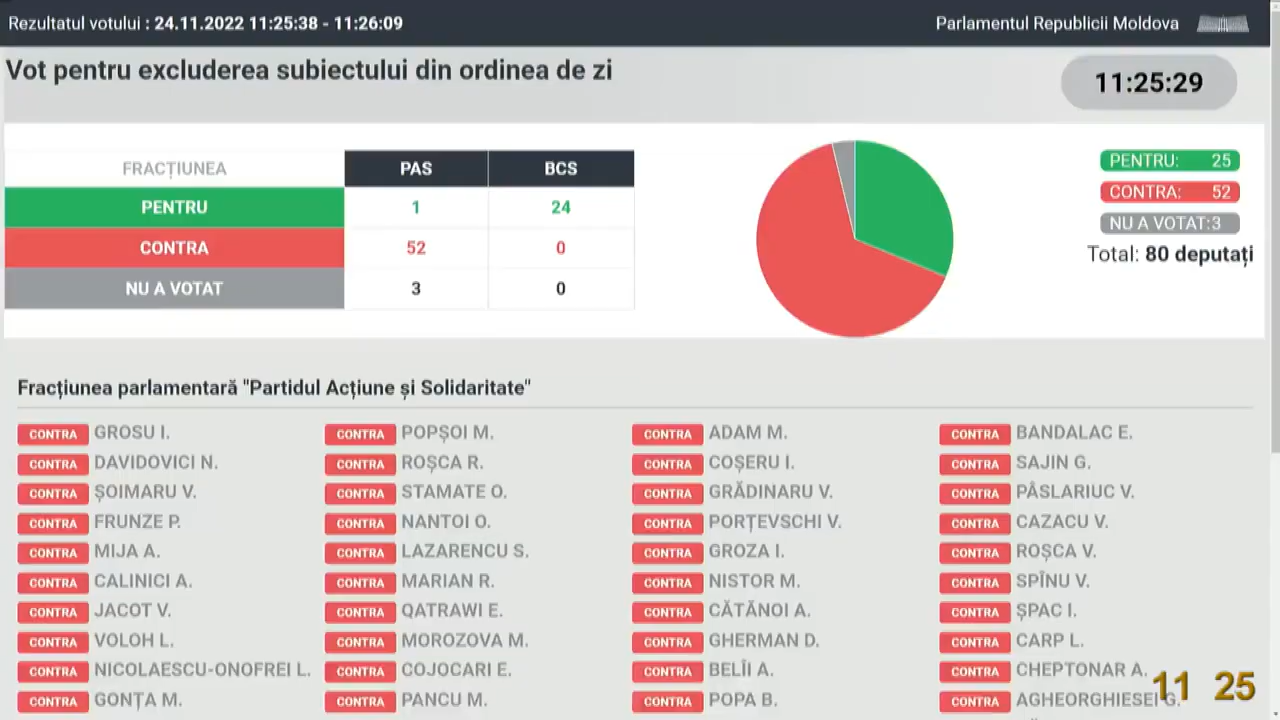 Rezultatul votului : 24.11.2022 11:25:38 - 11:26:09
Parlamentul Republicii Moldova
Vot pentru excluderea subiectului din ordinea de zi
11:25:29
FRACȚIUNEA PAS BCS
PENTRU 1 24
CONTRA 52 0
NU A VOTAT 3 0
PENTRU: 25
CONTRA: 52
NU A VOTAT:3
Total: 80 deputați
Fracțiunea parlamentară "Partidul Acțiune și Solidaritate"
CONTRA GROSU I. CONTRA POPȘOI M. CONTRA ADAM M. CONTRA BANDALAC E.
CONTRA DAVIDOVICI N. CONTRA ROȘCA R. CONTRA COȘERU I. CONTRA SAJIN G.
CONTRA ȘOIMARU V. CONTRA STAMATE O. CONTRA GRĂDINARU V. CONTRA PÂSLARIUC V.
CONTRA FRUNZE P. CONTRA NANTOI O. CONTRA PORȚEVSCHI V. CONTRA CAZACU V.
CONTRA MIJA A. CONTRA LAZARENCU S. CONTRA GROZA I. CONTRA ROȘCA V.
CONTRA CALINICI A. CONTRA MARIAN R. CONTRA NISTOR M. CONTRA SPÎNU V.
CONTRA JACOT V. CONTRA QATRAWI E. CONTRA CĂTĂNOI A. CONTRA ȘPAC I.
CONTRA VOLOH L. CONTRA MOROZOVA M. CONTRA GHERMAN D. CONTRA CARP L.
CONTRA NICOLAESCU-ONOFREI L. CONTRA COJOCARI E. CONTRA BELÎI A. CONTRA CHEPTONAR A.
CONTRA GONȚA M. CONTRA PANCU M. CONTRA POPA B. CONTRA AGHEORGHIESEI G.
11 25